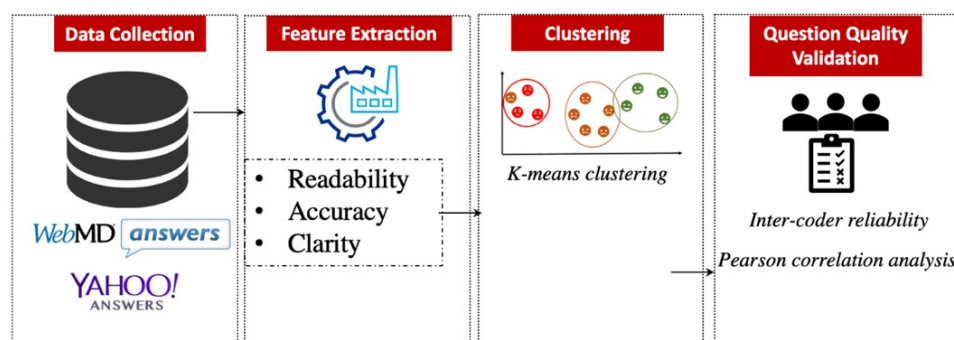 Data Collection
WebMD answers
YAHOO!
ANSWERS
Feature Extraction
• Readability
• Accuracy
• Clarity
Clustering
K-means clustering
Question Quality
Validation
Inter-coder reliability
Pearson correlation analysis